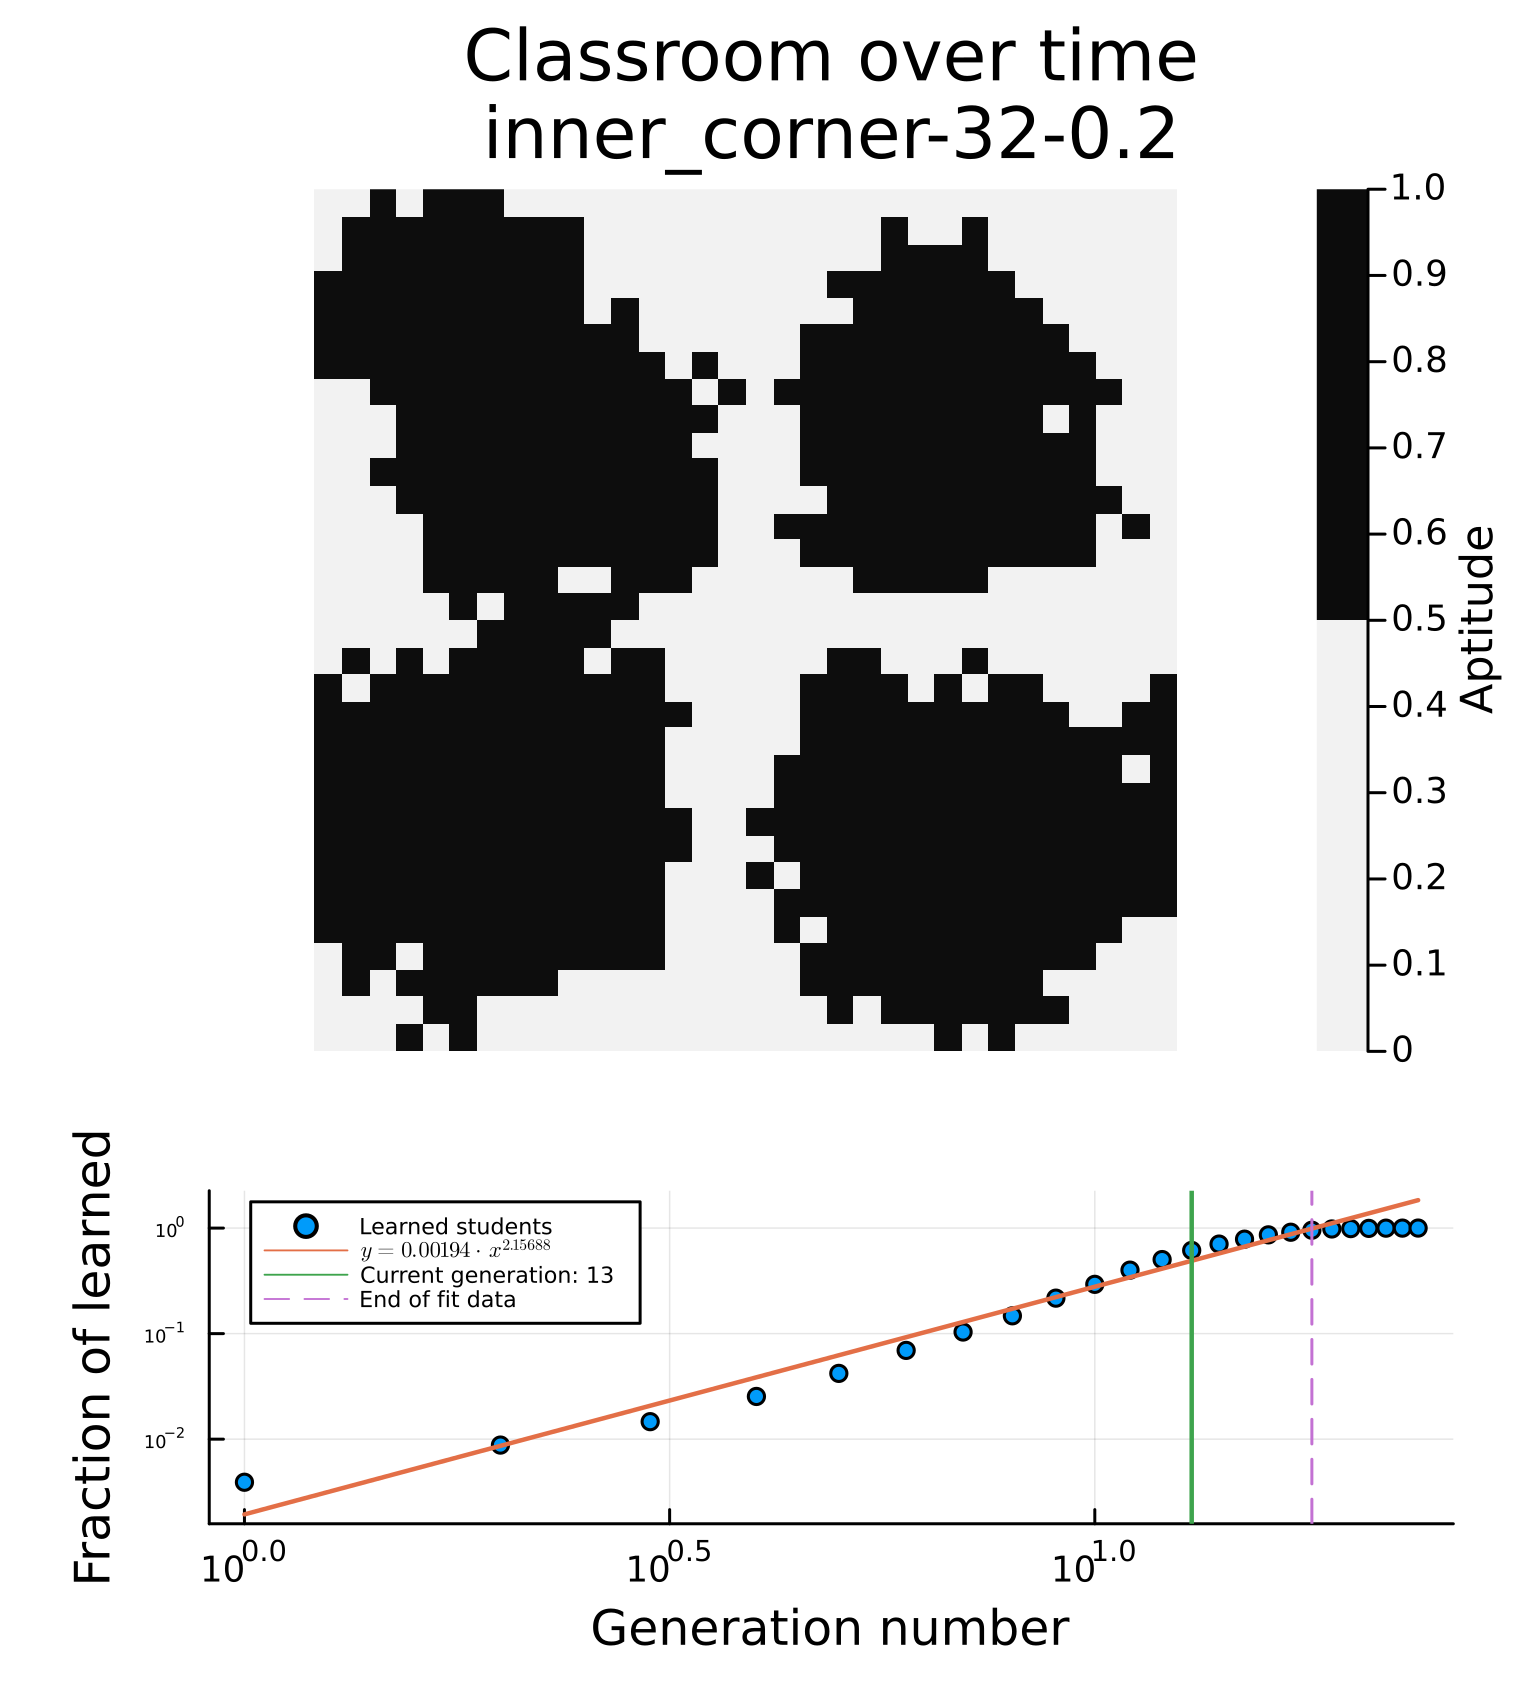 Classroom over time
inner_corner-32-0.2
1.0
0.9
0.8
0.7
0.6
0.5
0.4
0.3
0.2
0.1
0
Aptitude
Fraction of learned
10⁰
10⁻¹
10⁻²
Learned students
y = 0.00194 · x^2.15688
Current generation: 13
End of fit data
10^0.0
10^0.5
10^1.0
Generation number